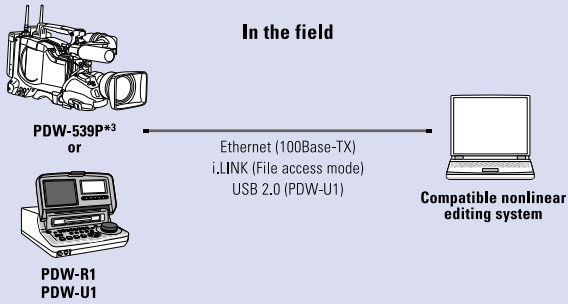 In the field
PDW-539P*3
or
PDW-R1
PDW-U1
Ethernet (100Base-TX)
i.LINK (File access mode)
USB 2.0 (PDW-U1)
Compatible nonlinear
editing system